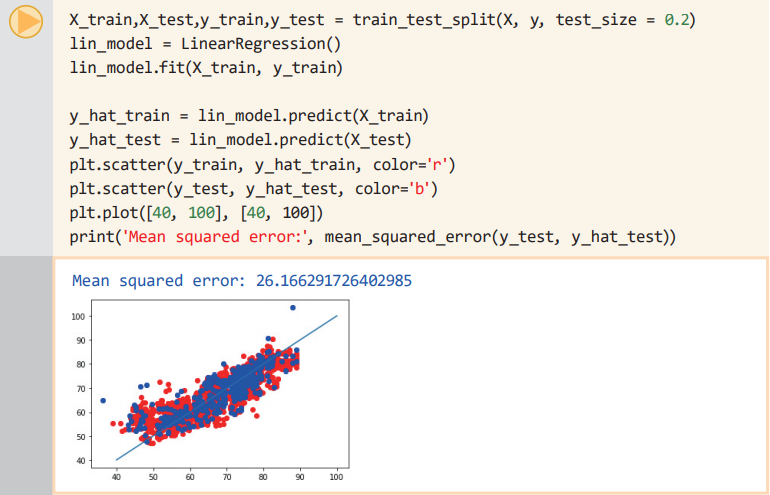 X_train,X_test,y_train,y_test = train_test_split(X, y, test_size = 0.2)
lin_model = LinearRegression()
lin_model.fit(X_train, y_train)
y_hat_train = lin_model.predict(X_train)
y_hat_test = lin_model.predict(X_test)
plt.scatter(y_train, y_hat_train, color='r')
plt.scatter(y_test, y_hat_test, color='b')
plt.plot([40, 100], [40, 100])
print('Mean squared error:', mean_squared_error(y_test, y_hat_test))
Mean squared error: 26.166291726402985
100
90
80
70
60
50
40
40 50 60 70 80 90 100